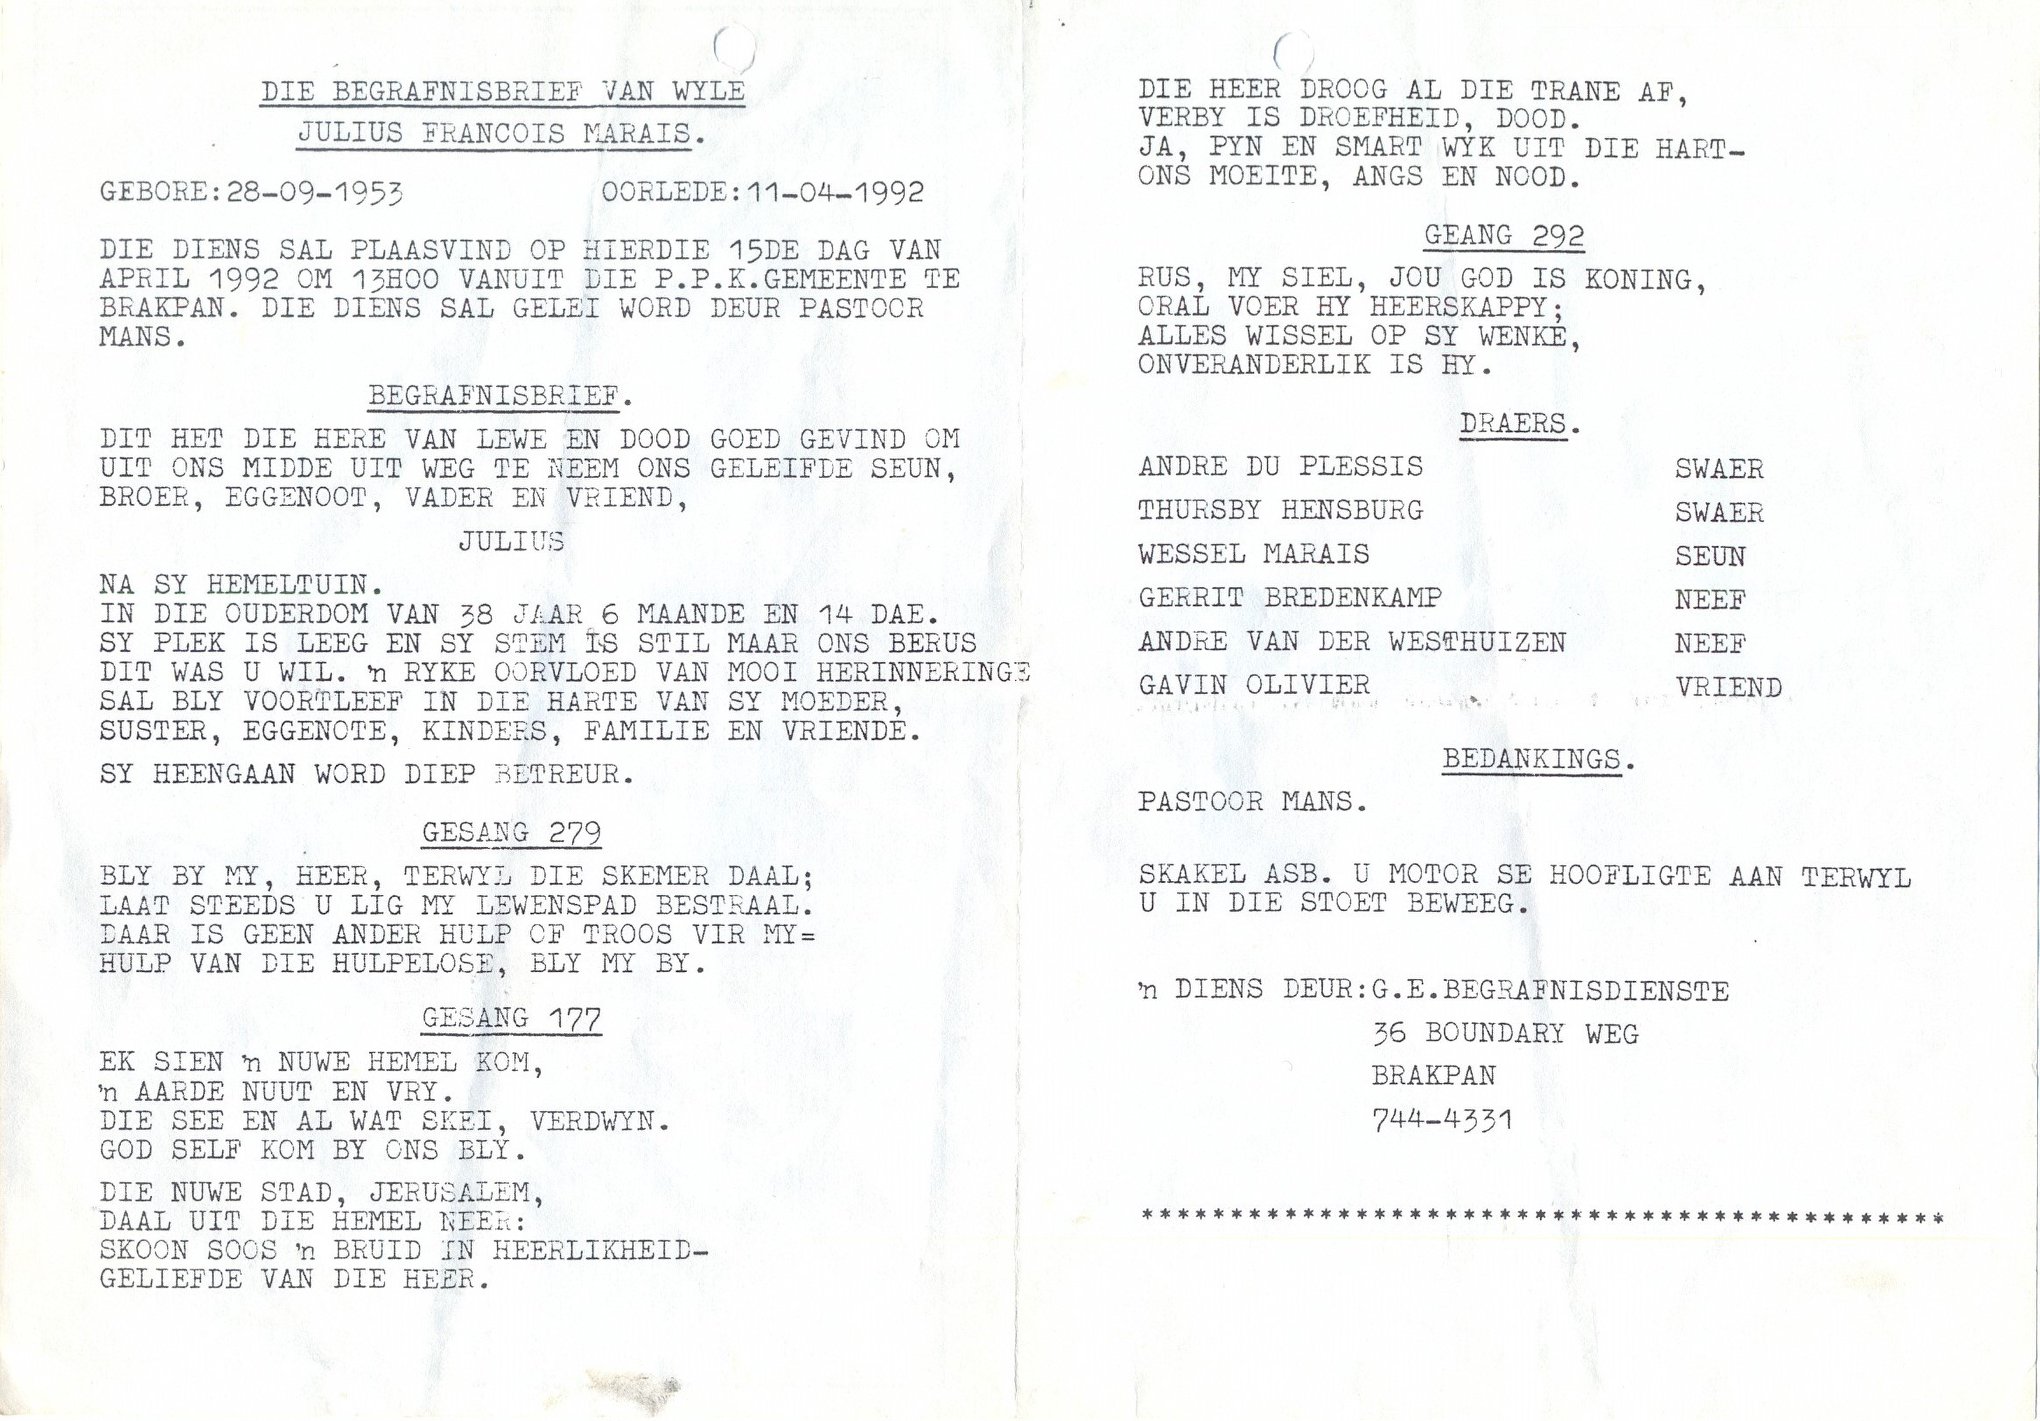 DIE BEGRAFNISBRIEF VAN WYLE
JULIUS FRANCOIS MARAIS.
GEBORE:28-09-1953 OORLEDE:11-04-1992
DIE DIENS SAL PLAASVIND OP HIERDIE 15DE DAG VAN
APRIL 1992 OM 13H00 VANUIT DIE P.P.K.GEMEENTE TE
BRAKPAN. DIE DIENS SAL GELEI WORD DEUR PASTOOR
MANS.
BEGRAFNISBRIEF.
DIT HET DIE HERE VAN LEWE EN DOOD GOED GEVIND OM
UIT ONS MIDDE UIT WEG TE NEEM ONS GELEIFDE SEUN,
BROER, EGGENOOT, VADER EN VRIEND,
JULIUS
NA SY HEMELTUIN.
IN DIE OUDERDOM VAN 38 JAAR 6 MAANDE EN 14 DAE.
SY PLEK IS LEEG EN SY STEM IS STIL MAAR ONS BERUS
DIT WAS U WIL. 'n RYKE OORVLOED VAN MOOI HERINNERINGE
SAL BLY VOORTLEEF IN DIE HARTE VAN SY MOEDER,
SUSTER, EGGENOTE, KINDERS, FAMILIE EN VRIENDE.
SY HEENGAAN WORD DIEP BETREUR.
GESANG 279
BLY BY MY, HEER, TERWYL DIE SKEMER DAAL;
LAAT STEEDS U LIG MY LEWENSPAD BESTRAAL.
DAAR IS GEEN ANDER HULP OF TROOS VIR MY=
HULP VAN DIE HULPELOSE, BLY MY BY.
GESANG 177
EK SIEN 'n NUWE HEMEL KOM,
'n AARDE NUUT EN VRY.
DIE SEE EN AL WAT SKEI, VERDWYN.
GOD SELF KOM BY ONS BLY.
DIE NUWE STAD, JERUSALEM,
DAAL UIT DIE HEMEL NEER:
SKOON SOOS 'n BRUID IN HEERLIKHEID-
GELIEFDE VAN DIE HEER.
DIE HEER DROOG AL DIE TRANE AF,
VERBY IS DROEFHEID, DOOD.
JA, PYN EN SMART WYK UIT DIE HART-
ONS MOEITE, ANGS EN NOOD.
GEANG 292
RUS, MY SIEL, JOU GOD IS KONING,
ORAL VOER HY HEERSKAPPY;
ALLES WISSEL OP SY WENKE,
ONVERANDERLIK IS HY.
DRAERS.
ANDRE DU PLESSIS SWAER
THURSBY HENSBURG SWAER
WESSEL MARAIS SEUN
GERRIT BREDENKAMP NEEF
ANDRE VAN DER WESTHUIZEN NEEF
GAVIN OLIVIER VRIEND
BEDANKINGS.
PASTOOR MANS.
SKAKEL ASB. U MOTOR SE HOOFLIGTE AAN TERWYL
U IN DIE STOET BEWEEG.
'n DIENS DEUR:G.E.BEGRAFNISDIENSTE
36 BOUNDARY WEG
BRAKPAN
744-4331
*********************************************